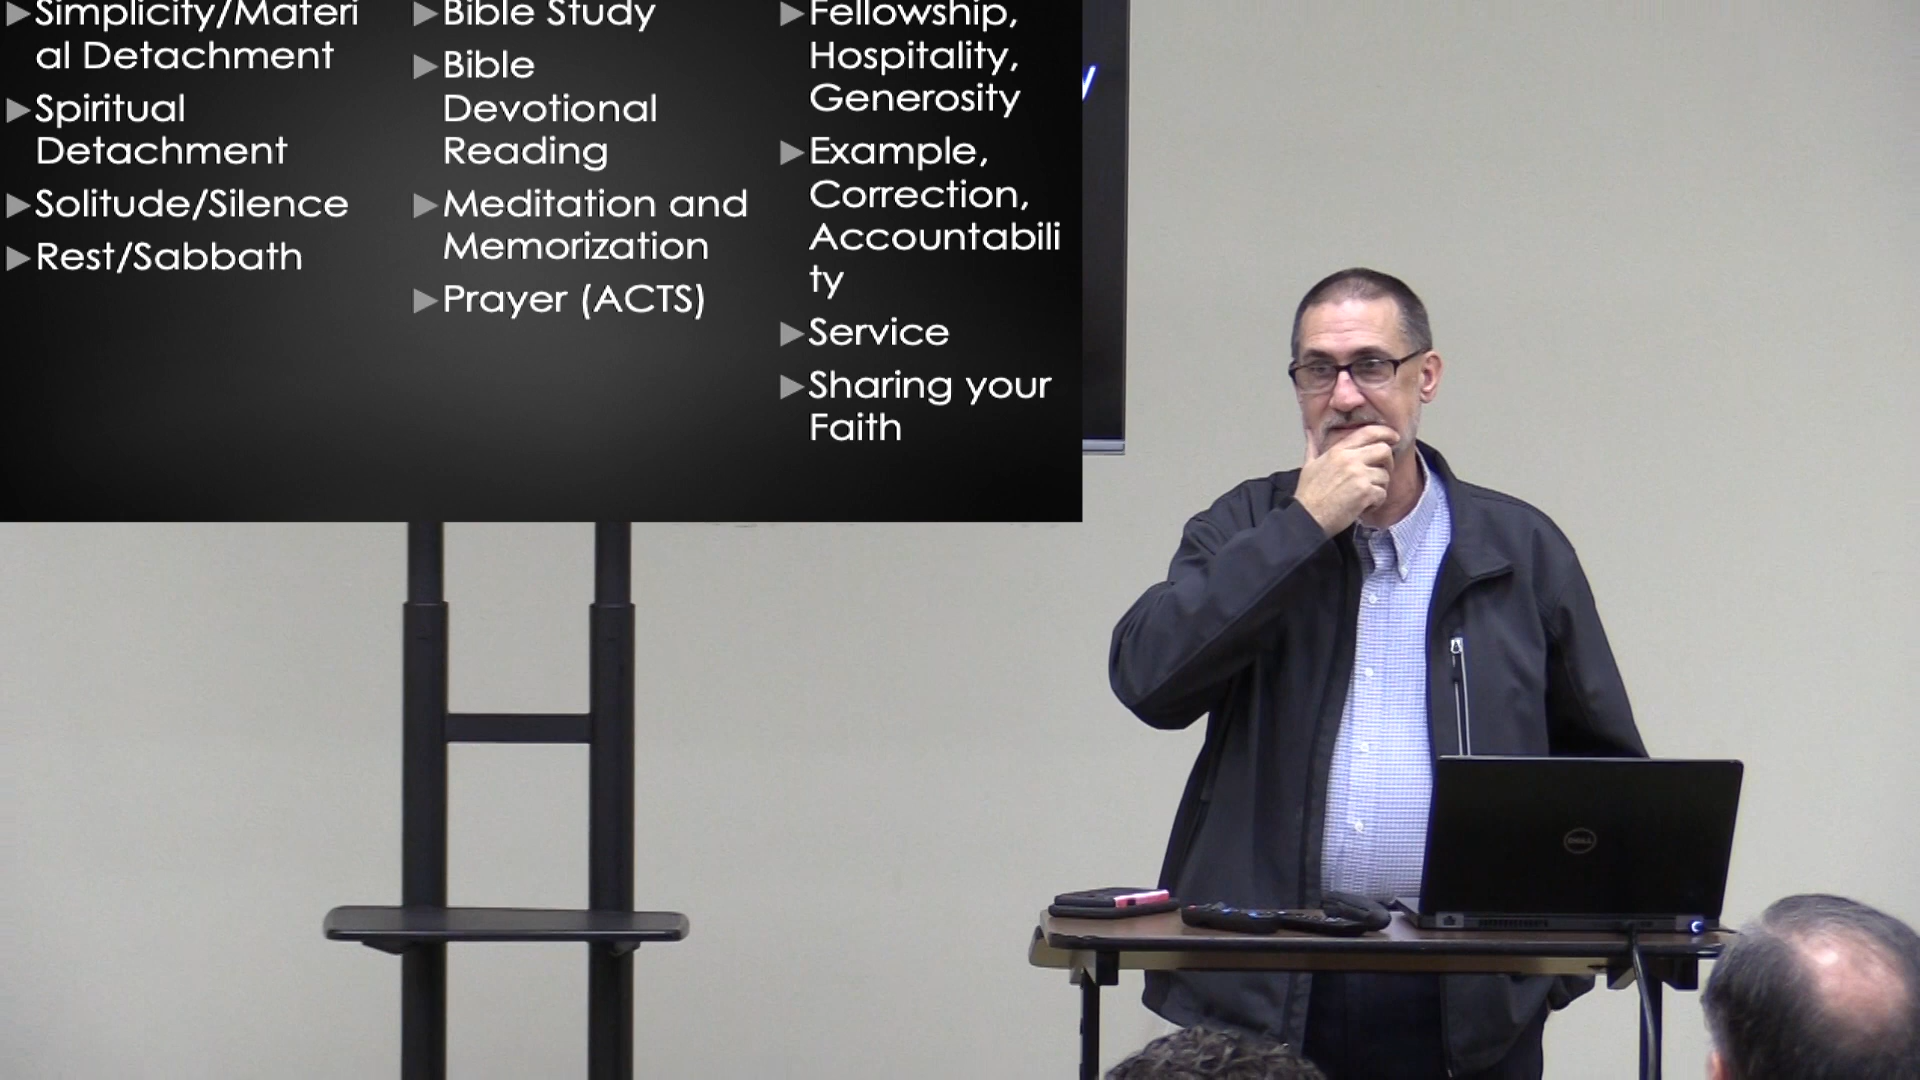 ▶Simplicity/Materi
al Detachment
▶Spiritual
Detachment
▶Solitude/Silence
▶Rest/Sabbath
▶Bible Study
▶Bible
Devotional
Reading
▶Meditation and
Memorization
▶Prayer (ACTS)
▶Fellowship,
Hospitality,
Generosity
▶Example,
Correction,
Accountabili
ty
▶Service
▶Sharing your
Faith
y
DELL